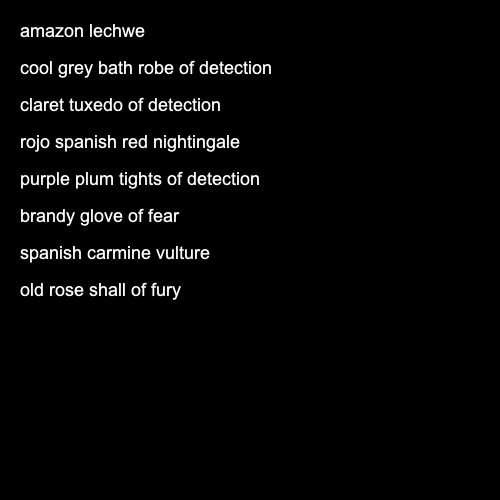 amazon lechwe
cool grey bath robe of detection
claret tuxedo of detection
rojo spanish red nightingale
purple plum tights of detection
brandy glove of fear
spanish carmine vulture
old rose shall of fury